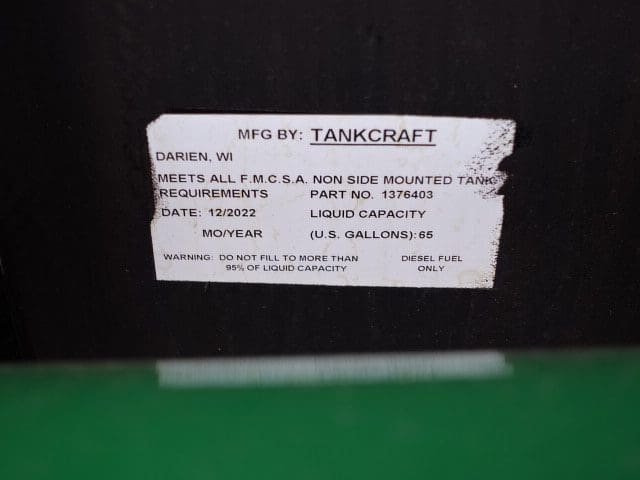 MFG BY: TANKCRAFT
DARIEN, WI
MEETS ALL F.M.C.S.A. NON SIDE MOUNTED TANK
REQUIREMENTS PART NO. 1376403
DATE: 12/2022 LIQUID CAPACITY
MO/YEAR (U.S. GALLONS): 65
WARNING: DO NOT FILL TO MORE THAN DIESEL FUEL
95% OF LIQUID CAPACITY ONLY